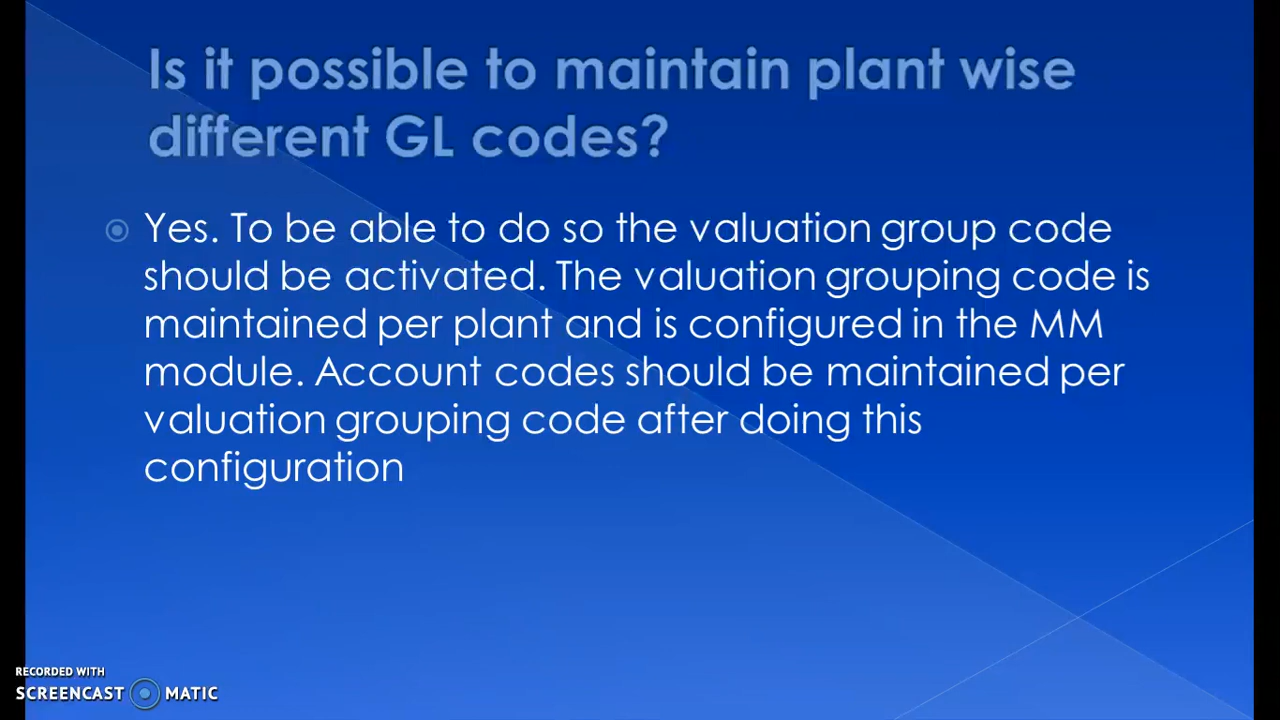 Is it possible to maintain plant wise
different GL codes?
Yes. To be able to do so the valuation group code
should be activated. The valuation grouping code is
maintained per plant and is configured in the MM
module. Account codes should be maintained per
valuation grouping code after doing this
configuration
RECORDED WITH
SCREENCAST MATIC